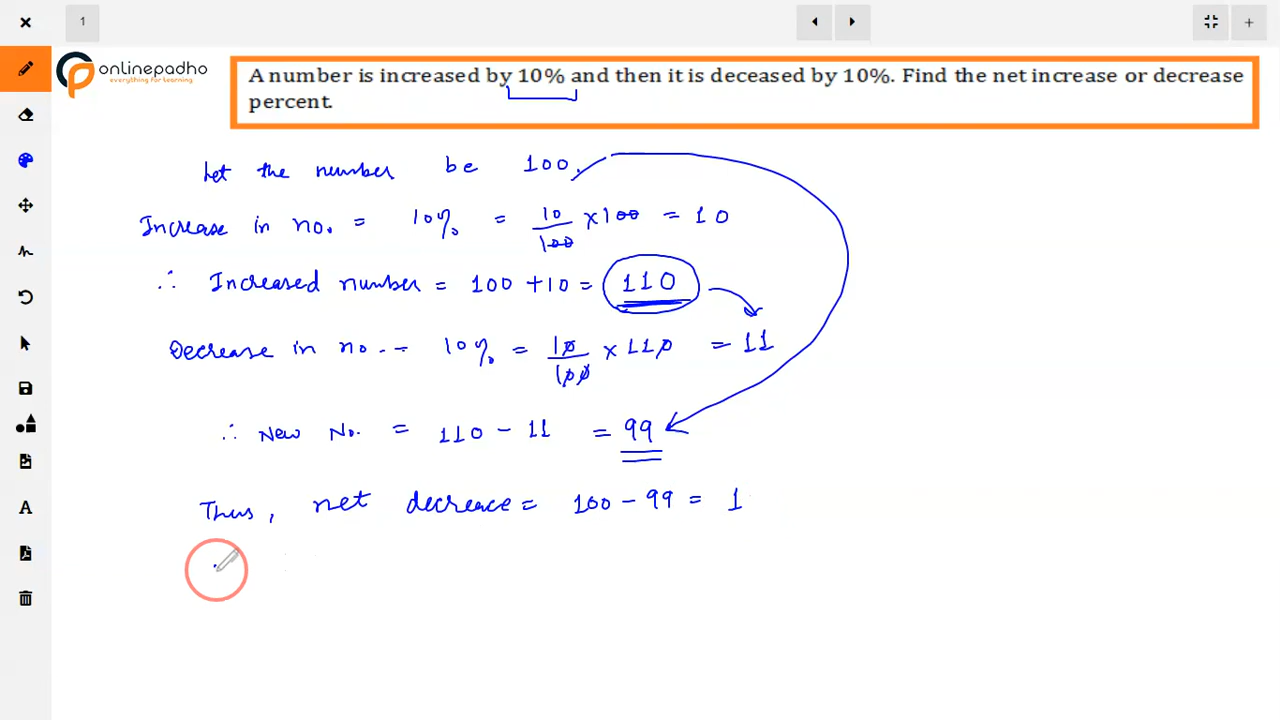 1
onlinepadho
everything for learning
A number is increased by 10% and then it is deceased by 10%. Find the net increase or decrease
percent.
Let the number be 100.
Increase in no. = 10% = 10/100 × 100 = 10
∴ Increased number = 100 + 10 = 110
Decrease in no. - 10% = 10/100 × 110 = 11
∴ New No. = 110 - 11 = 99
Thus, net decrease = 100 - 99 = 1